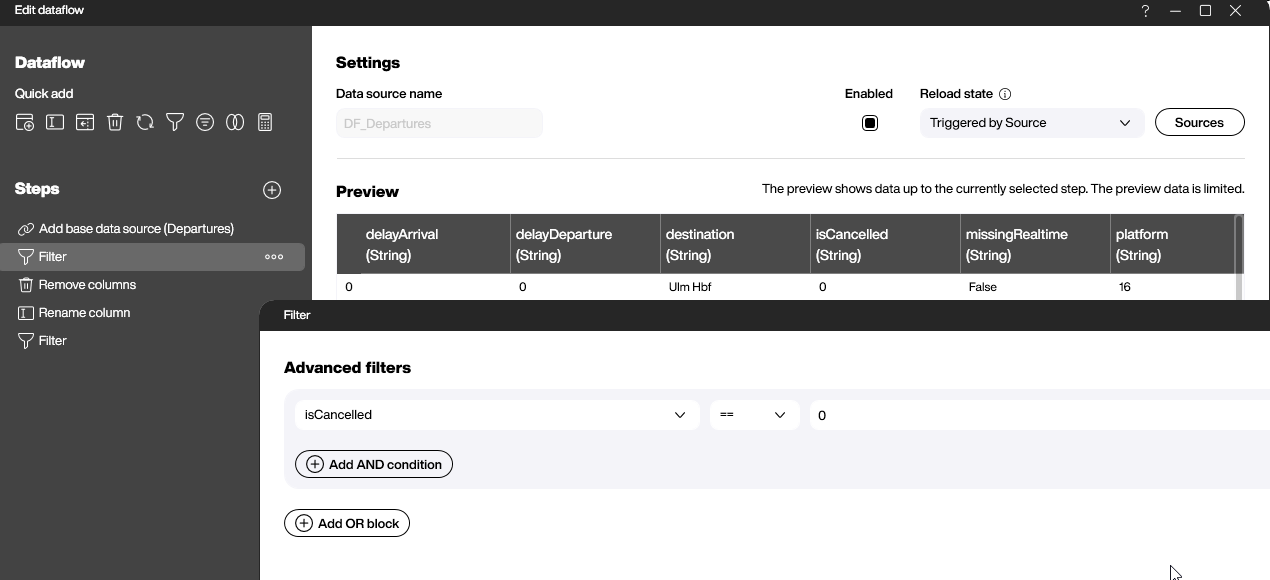 Edit dataflow
?
Dataflow
Quick add
Steps
Add base data source (Departures)
Filter
Remove columns
Rename column
Filter
Settings
Data source name
DF_Departures
Enabled
Reload state
Triggered by Source
Sources
Preview
The preview shows data up to the currently selected step. The preview data is limited.
delayArrival delayDeparture destination isCancelled missingRealtime platform
(String) (String) (String) (String) (String) (String)
0 0 Ulm Hbf 0 False 16
Filter
Advanced filters
isCancelled == 0
Add AND condition
Add OR block